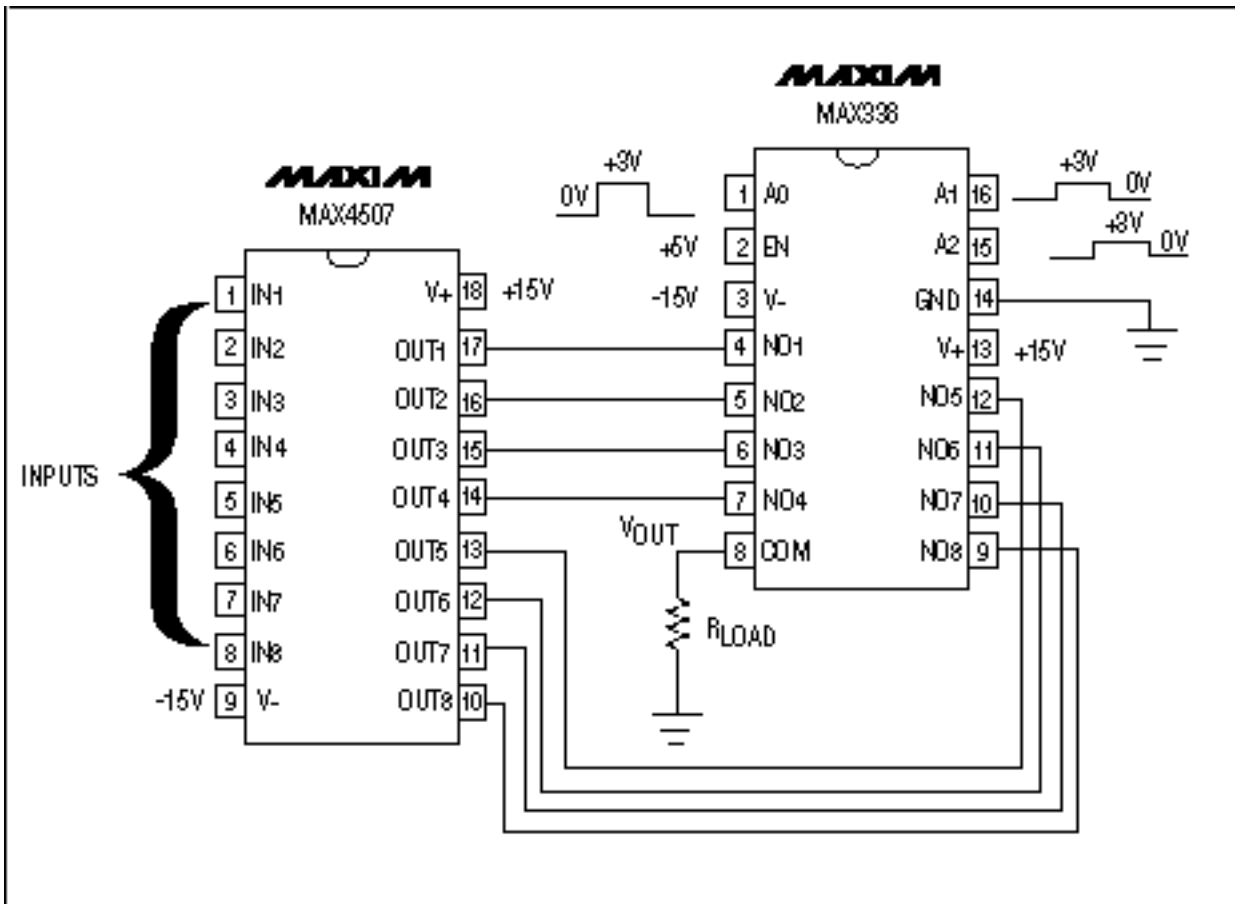 MAXIM
MAX338
MAXIM
MAX4507
INPUTS
1 IN1
2 IN2
3 IN3
4 IN4
5 IN5
6 IN6
7 IN7
8 IN8
-15V 9 V-
V+ 18 +15V
OUT1 17
OUT2 16
OUT3 15
OUT4 14
OUT5 13
OUT6 12
OUT7 11
OUT8 10
0V +3V
1 A0
+5V 2 EN
-15V 3 V-
4 NO1
5 NO2
6 NO3
7 NO4
VOUT 8 COM
RLOAD
A1 16 +3V 0V
A2 15 +3V 0V
GND 14
V+ 13 +15V
NO5 12
NO6 11
NO7 10
NO8 9